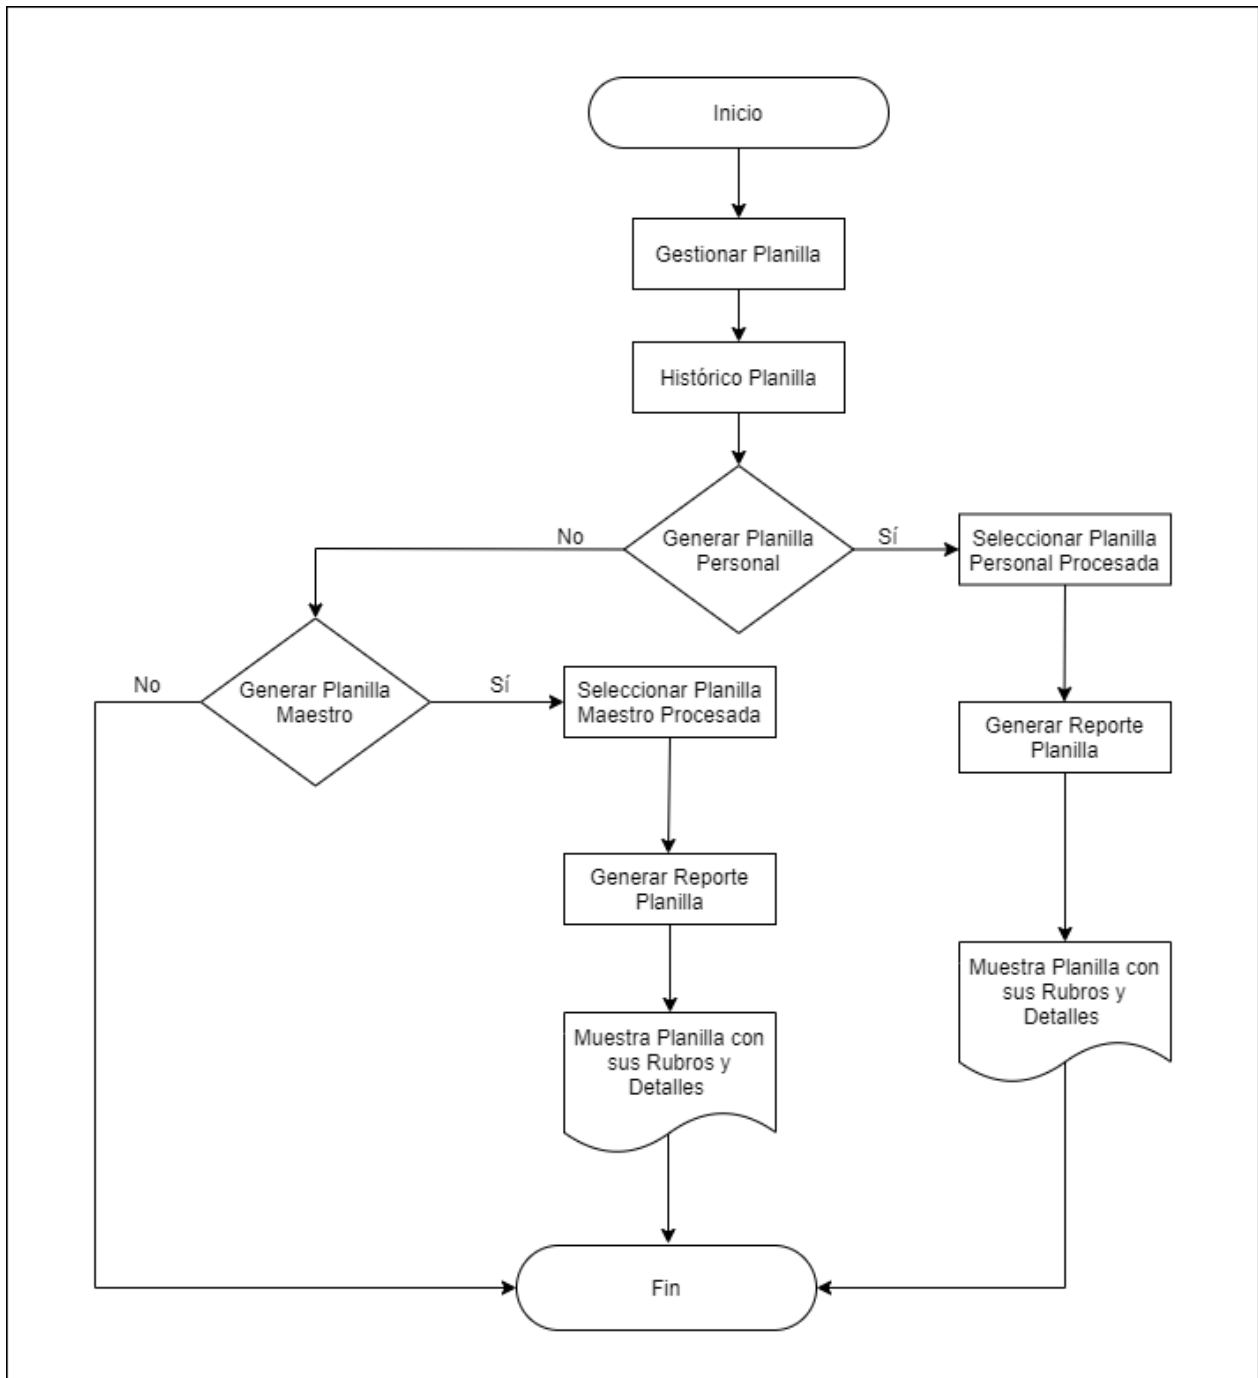 Inicio
Gestionar Planilla
Histórico Planilla
Generar Planilla
Personal
No
Sí
Seleccionar Planilla
Personal Procesada
Generar Planilla
Maestro
No
Sí
Seleccionar Planilla
Maestro Procesada
Generar Reporte
Planilla
Generar Reporte
Planilla
Muestra Planilla con
sus Rubros y
Detalles
Muestra Planilla con
sus Rubros y
Detalles
Fin